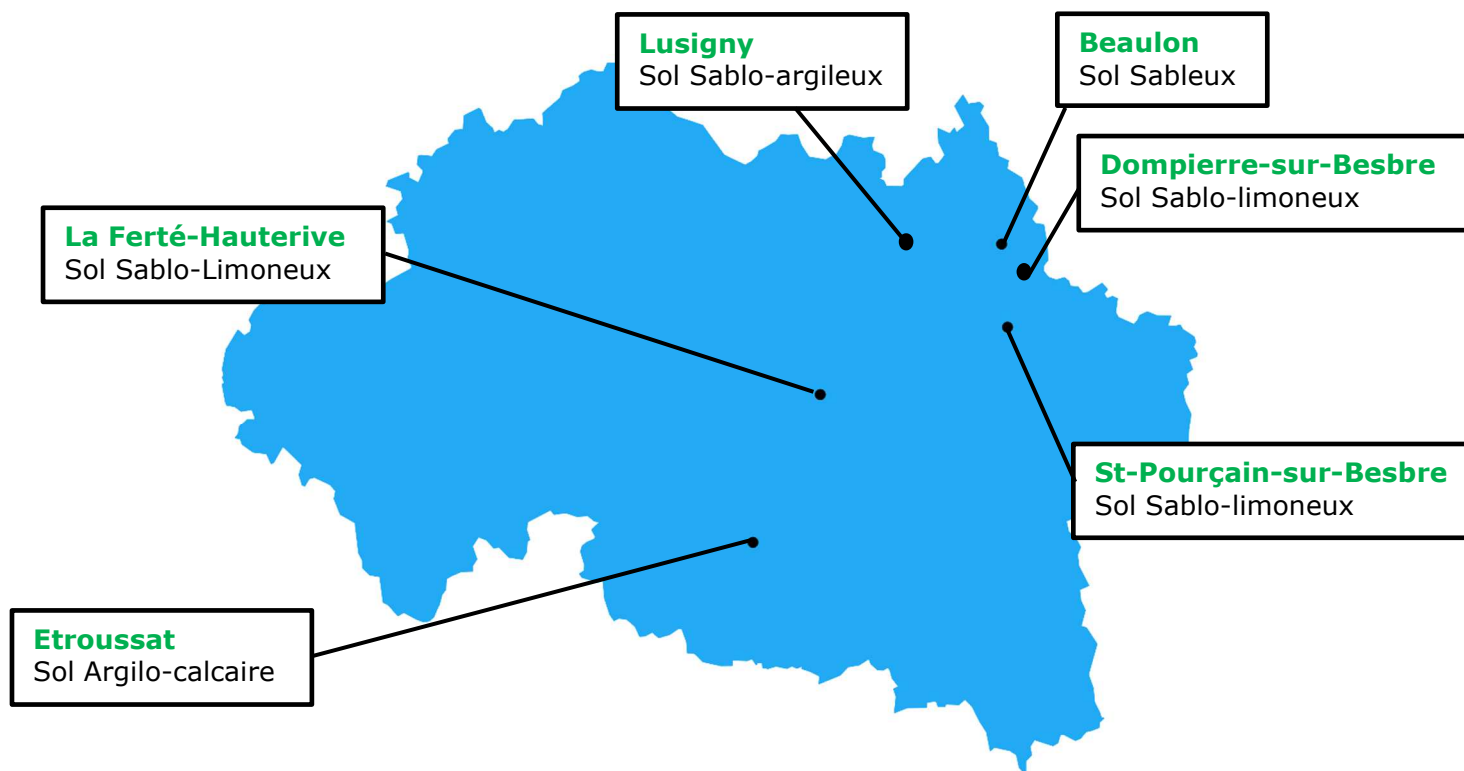 Lusigny
Sol Sablo-argileux
Beaulon
Sol Sableux
Dompierre-sur-Besbre
Sol Sablo-limoneux
La Ferté-Hauterive
Sol Sablo-Limoneux
St-Pourçain-sur-Besbre
Sol Sablo-limoneux
Etroussat
Sol Argilo-calcaire